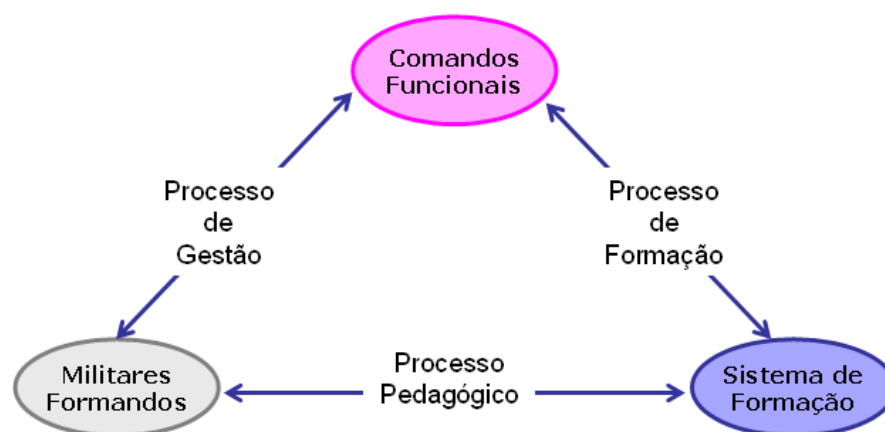 Comandos
Funcionais
Processo
de
Gestão
Processo
de
Formação
Militares
Formandos
Processo
Pedagógico
Sistema de
Formação